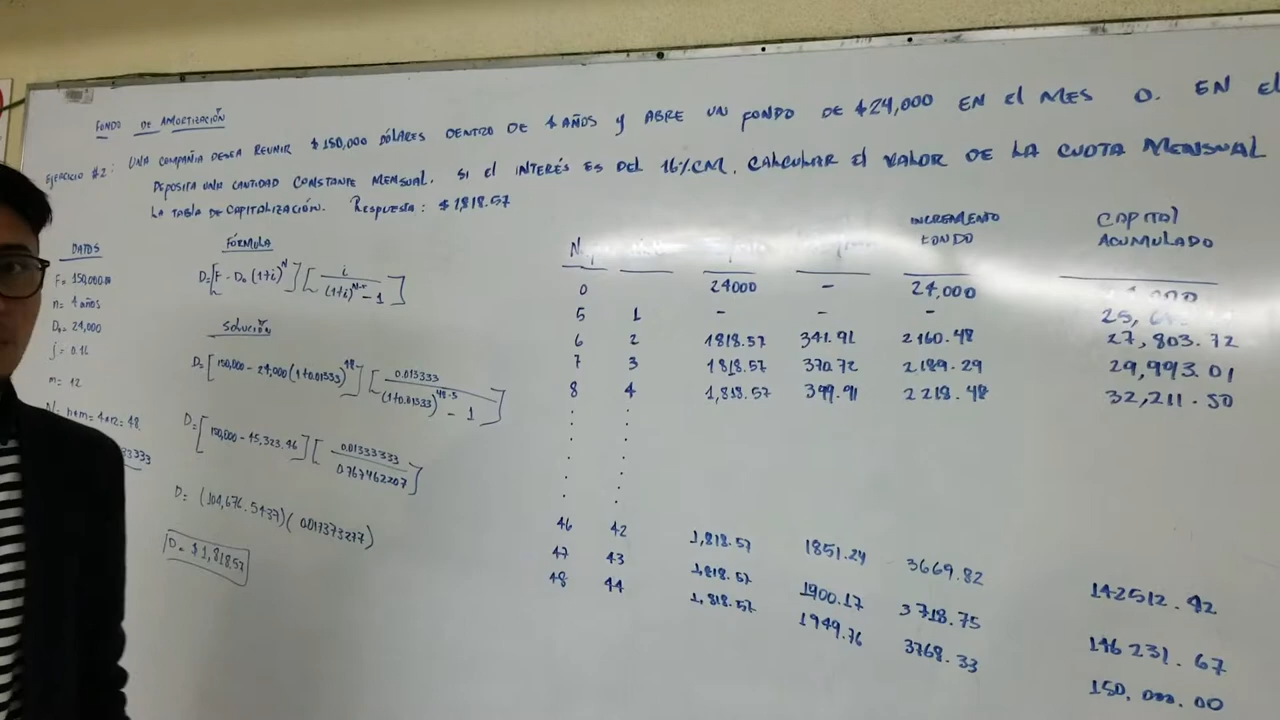 FONDO DE AMORTIZACIÓN
EJERCICIO #2: UNA COMPAÑIA DESEA REUNIR $150,000 DÓLARES DENTRO DE 4 AÑOS y ABRE UN FONDO DE $24,000 EN El MES 0. EN El
DEPOSITA UNA CANTIDAD CONSTANTE MENSUAL. SI El INTERÉS ES DEL 16% CM. CALCULAR El VALOR DE LA CUOTA MENSUAL
LA TABLA DE CAPITALIZACIÓN. RESPUESTA: $1,818.57
DATOS
F= 150,000.00
n= 4 años
D₀= 24,000
j= 0.16
m= 12
N= n*m= 4*12= 48
FÓRMULA
D=[F - D₀ (1+i)^N] [i / (1+i)^N-r - 1]
SOLUCIÓN
D=[150,000 - 24,000(1+0.01333)^48] [0.013333 / (1+0.01333)^48-5 - 1]
D=[150,000 - 45,323.46] [0.01333333 / 0.767462207]
D= (104,676.5437)(0.017373277)
D= $1,818.57
N INCREMENTO FONDO CAPITAL ACUMULADO
0 24000 - 24,000
5 1 - - - 25,
6 2 1818.57 341.91 2160.48 27,803.72
7 3 1818.57 370.72 2189.29 29,993.01
8 4 1,818.57 399.91 2218.48 32,211.50
46 42 1,818.57 1851.24 3669.82 142512.92
47 43 1,818.57 1900.17 3718.75 146231.67
48 44 1,818.57 1949.76 3768.33 150,000.00